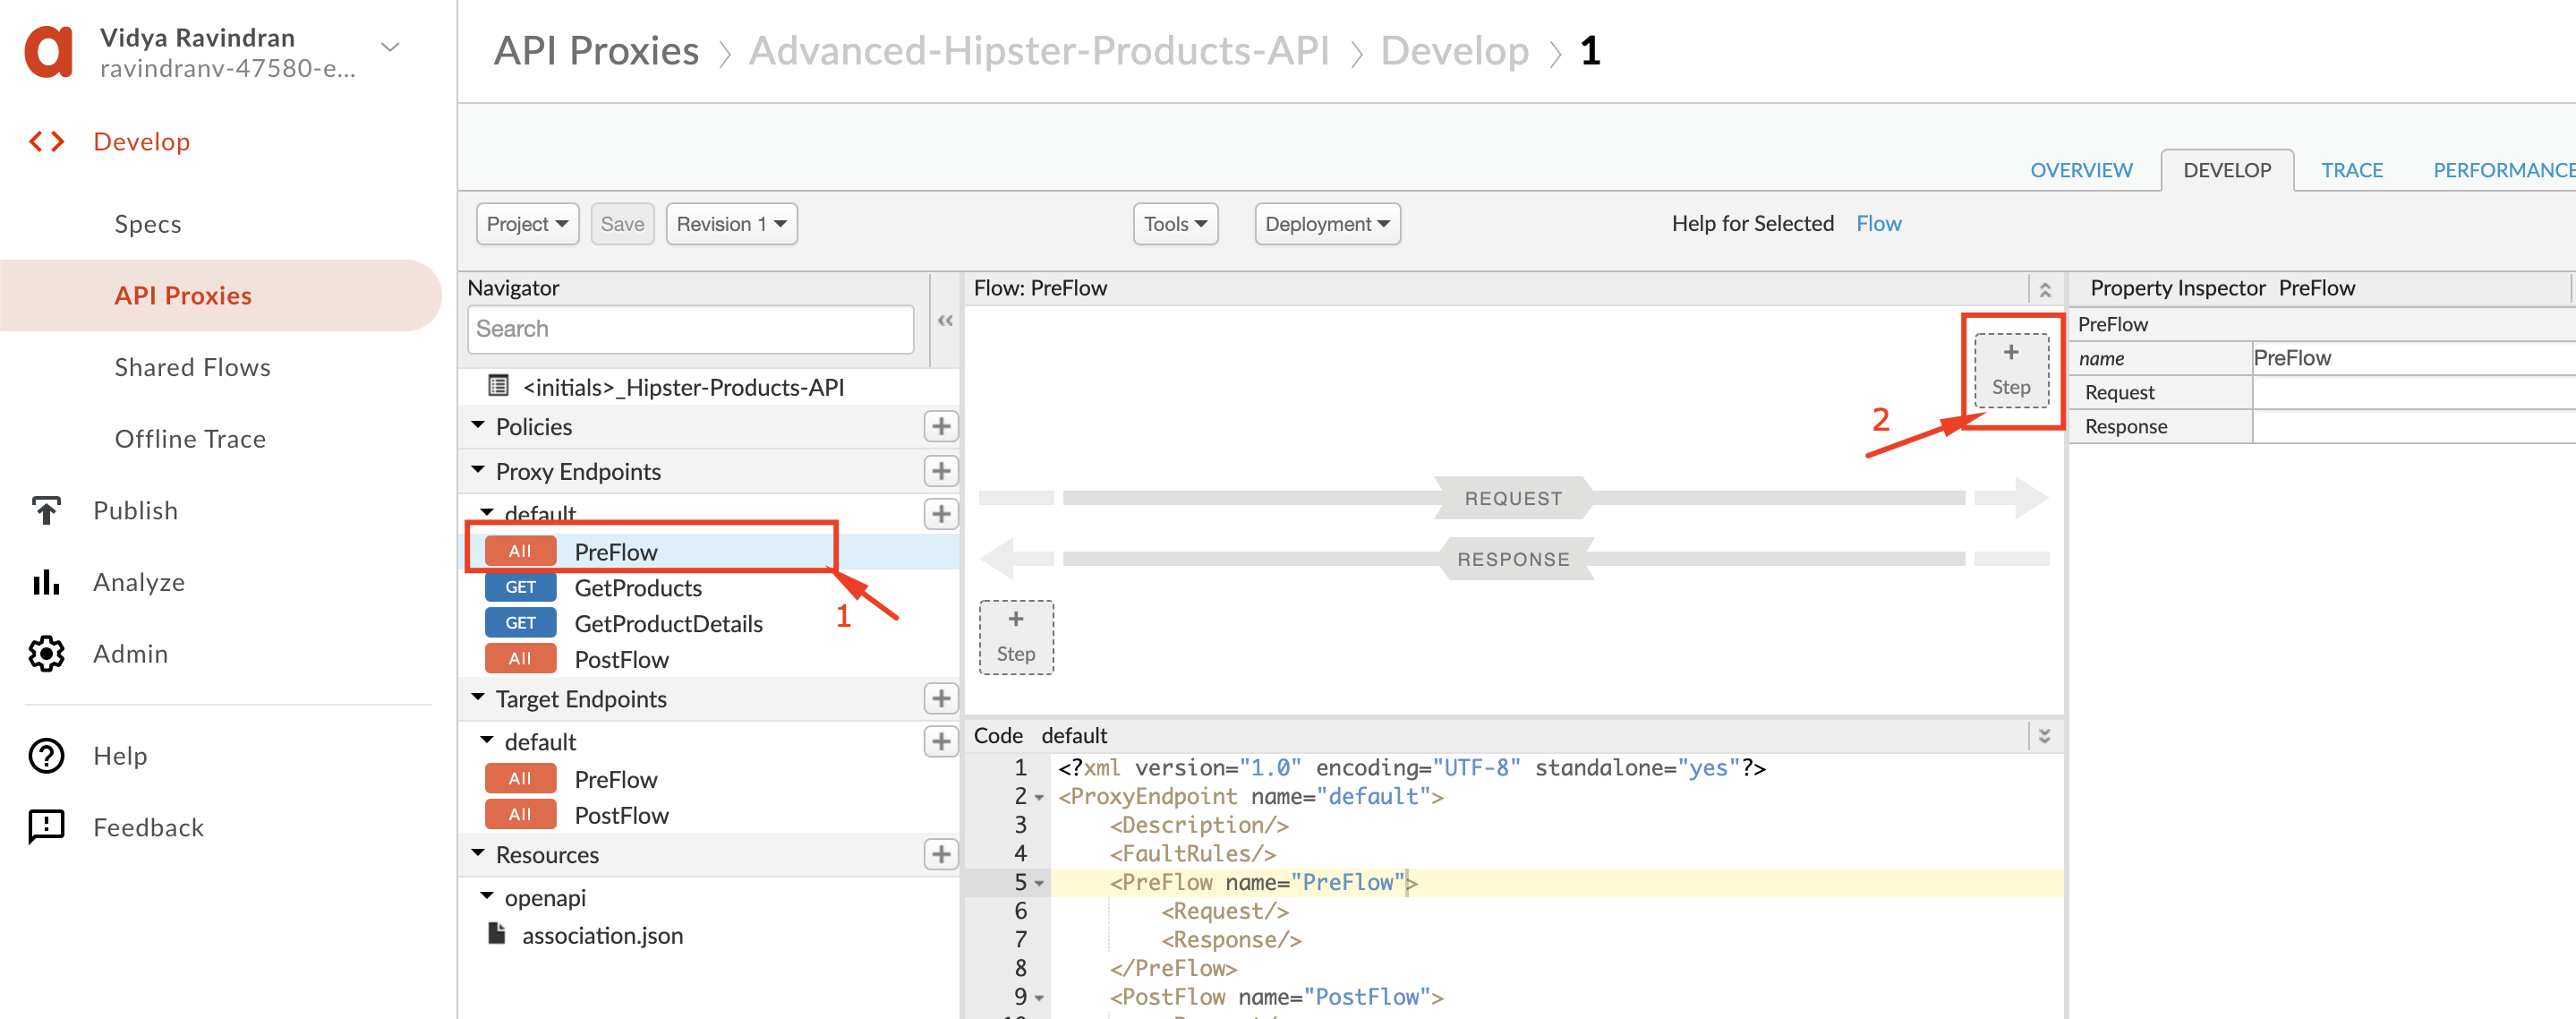 Vidya Ravindran
ravindranv-47580-e...
Develop
Specs
API Proxies
Shared Flows
Offline Trace
Publish
Analyze
Admin
Help
Feedback
API Proxies > Advanced-Hipster-Products-API > Develop > 1
OVERVIEW DEVELOP TRACE PERFORMANCE
Project Save Revision 1 Tools Deployment Help for Selected Flow
Navigator
Search
<initials>_Hipster-Products-API
Policies
Proxy Endpoints
default
All PreFlow
1
GET GetProducts
GET GetProductDetails
All PostFlow
Target Endpoints
default
All PreFlow
All PostFlow
Resources
openapi
association.json
Flow: PreFlow
+
Step
2
REQUEST
RESPONSE
+
Step
Code default
1 <?xml version="1.0" encoding="UTF-8" standalone="yes"?>
2 <ProxyEndpoint name="default">
3 <Description/>
4 <FaultRules/>
5 <PreFlow name="PreFlow">
6 <Request/>
7 <Response/>
8 </PreFlow>
9 <PostFlow name="PostFlow">
Property Inspector PreFlow
PreFlow
name PreFlow
Request
Response